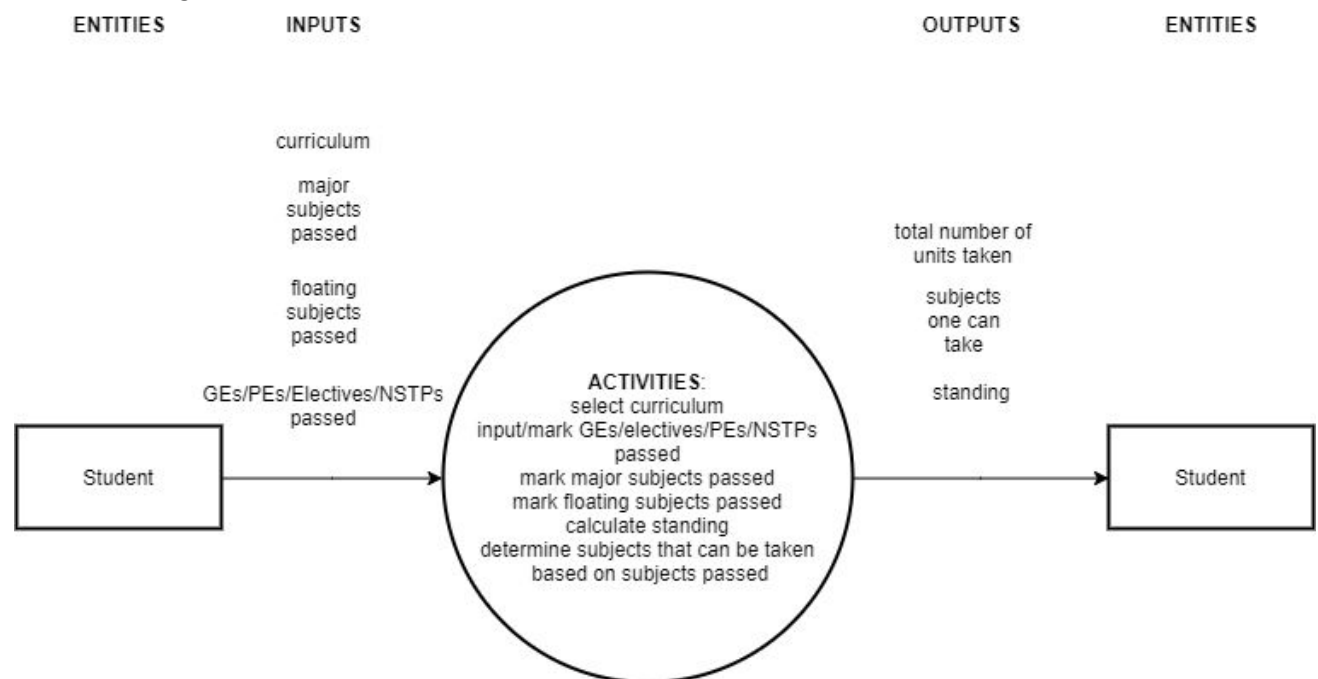 ENTITIES
INPUTS
OUTPUTS
ENTITIES
curriculum
major
subjects
passed
floating
subjects
passed
GEs/PEs/Electives/NSTPs
passed
Student
ACTIVITIES:
select curriculum
input/mark GEs/electives/PEs/NSTPs
passed
mark major subjects passed
mark floating subjects passed
calculate standing
determine subjects that can be taken
based on subjects passed
total number of
units taken
subjects
one can
take
standing
Student